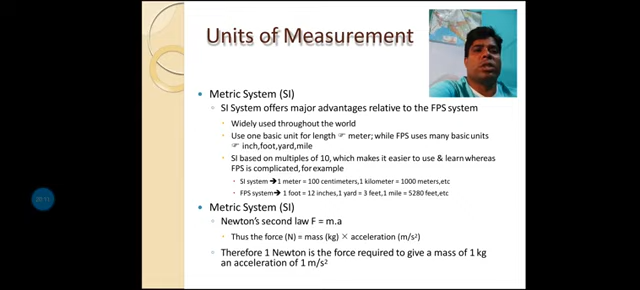 Units of Measurement
Metric System (SI)
SI System offers major advantages relative to the FPS system
Widely used throughout the world
Use one basic unit for length ☞ meter; while FPS uses many basic units
☞ inch,foot,yard,mile
SI based on multiples of 10, which makes it easier to use & learn whereas
FPS is complicated,for example
SI system ➔1 meter = 100 centimeters,1 kilometer = 1000 meters,etc
FPS system➔ 1 foot = 12 inches,1 yard = 3 feet,1 mile = 5280 feet,etc
Metric System (SI)
Newton's second law F = m.a
Thus the force (N) = mass (kg) × acceleration (m/s²)
Therefore 1 Newton is the force required to give a mass of 1 kg
an acceleration of 1 m/s²